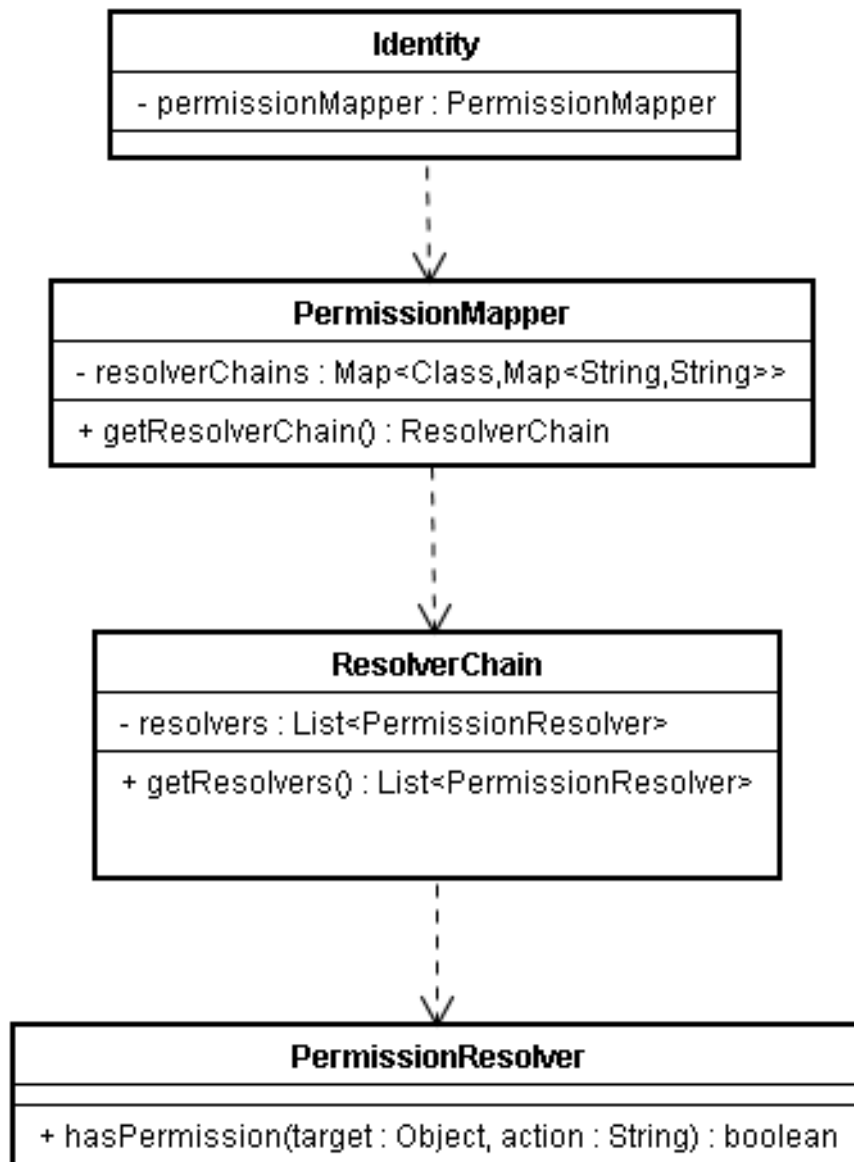 Identity
- permissionMapper : PermissionMapper
PermissionMapper
- resolverChains : Map<Class,Map<String,String>>
+ getResolverChain() : ResolverChain
ResolverChain
- resolvers : List<PermissionResolver>
+ getResolvers() : List<PermissionResolver>
PermissionResolver
+ hasPermission(target : Object, action : String) : boolean